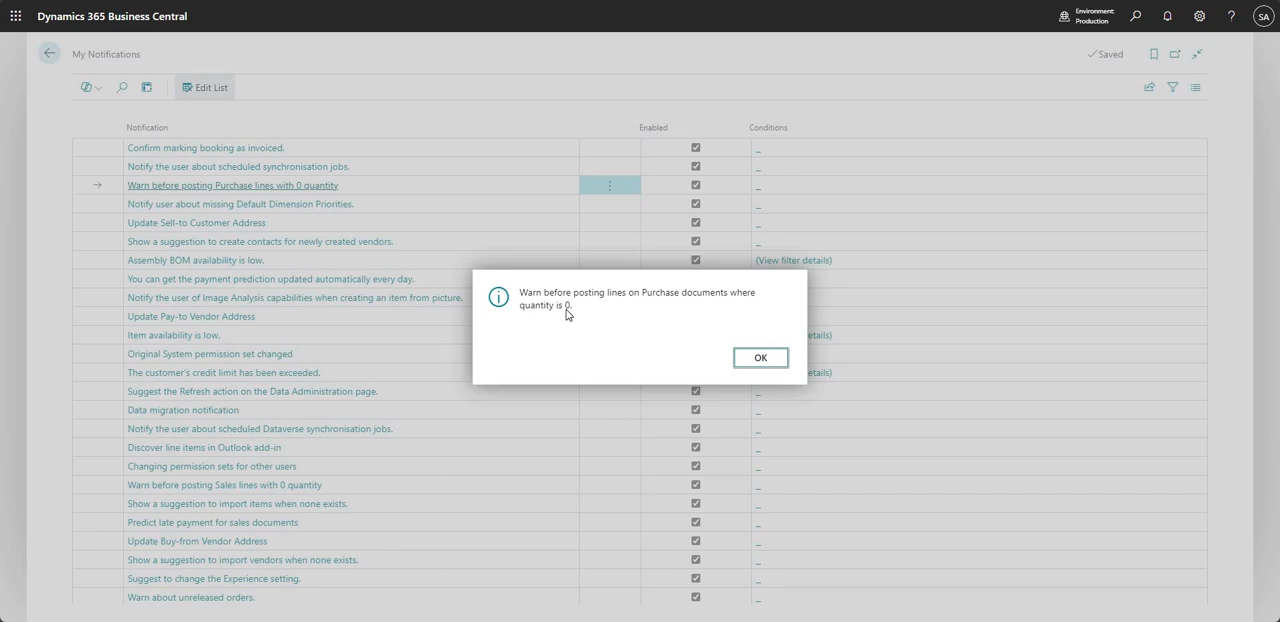 Dynamics 365 Business Central
Environment:
Production
?
SA
My Notifications
Saved
Edit List
Notification Enabled Conditions
Confirm marking booking as invoiced. _
Notify the user about scheduled synchronisation jobs. _
Warn before posting Purchase lines with 0 quantity _
Notify user about missing Default Dimension Priorities. _
Update Sell-to Customer Address _
Show a suggestion to create contacts for newly created vendors. _
Assembly BOM availability is low. (View filter details)
You can get the payment prediction updated automatically every day.
Notify the user of Image Analysis capabilities when creating an item from picture.
Update Pay-to Vendor Address
Item availability is low. etails)
Original System permission set changed
The customer's credit limit has been exceeded. etails)
Suggest the Refresh action on the Data Administration page. _
Data migration notification _
Notify the user about scheduled Dataverse synchronisation jobs. _
Discover line items in Outlook add-in _
Changing permission sets for other users _
Warn before posting Sales lines with 0 quantity _
Show a suggestion to import items when none exists. _
Predict late payment for sales documents _
Update Buy-from Vendor Address _
Show a suggestion to import vendors when none exists. _
Suggest to change the Experience setting. _
Warn about unreleased orders. _
Warn before posting lines on Purchase documents where
quantity is 0.
OK